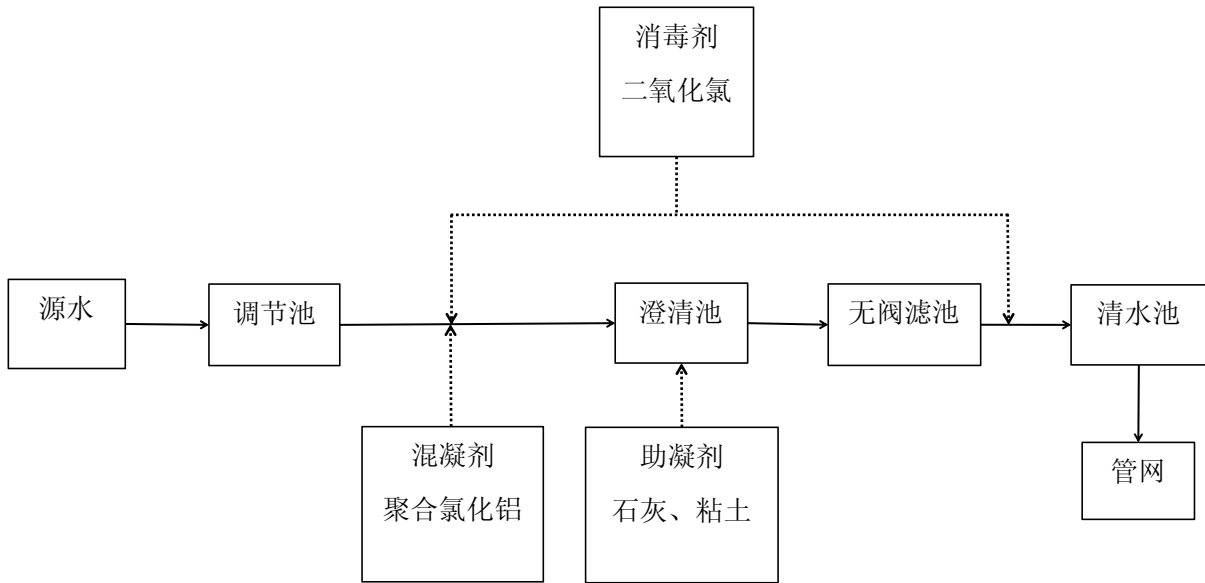 消毒剂
二氧化氯
源水
调节池
澄清池
无阀滤池
清水池
混凝剂
聚合氯化铝
助凝剂
石灰、粘土
管网